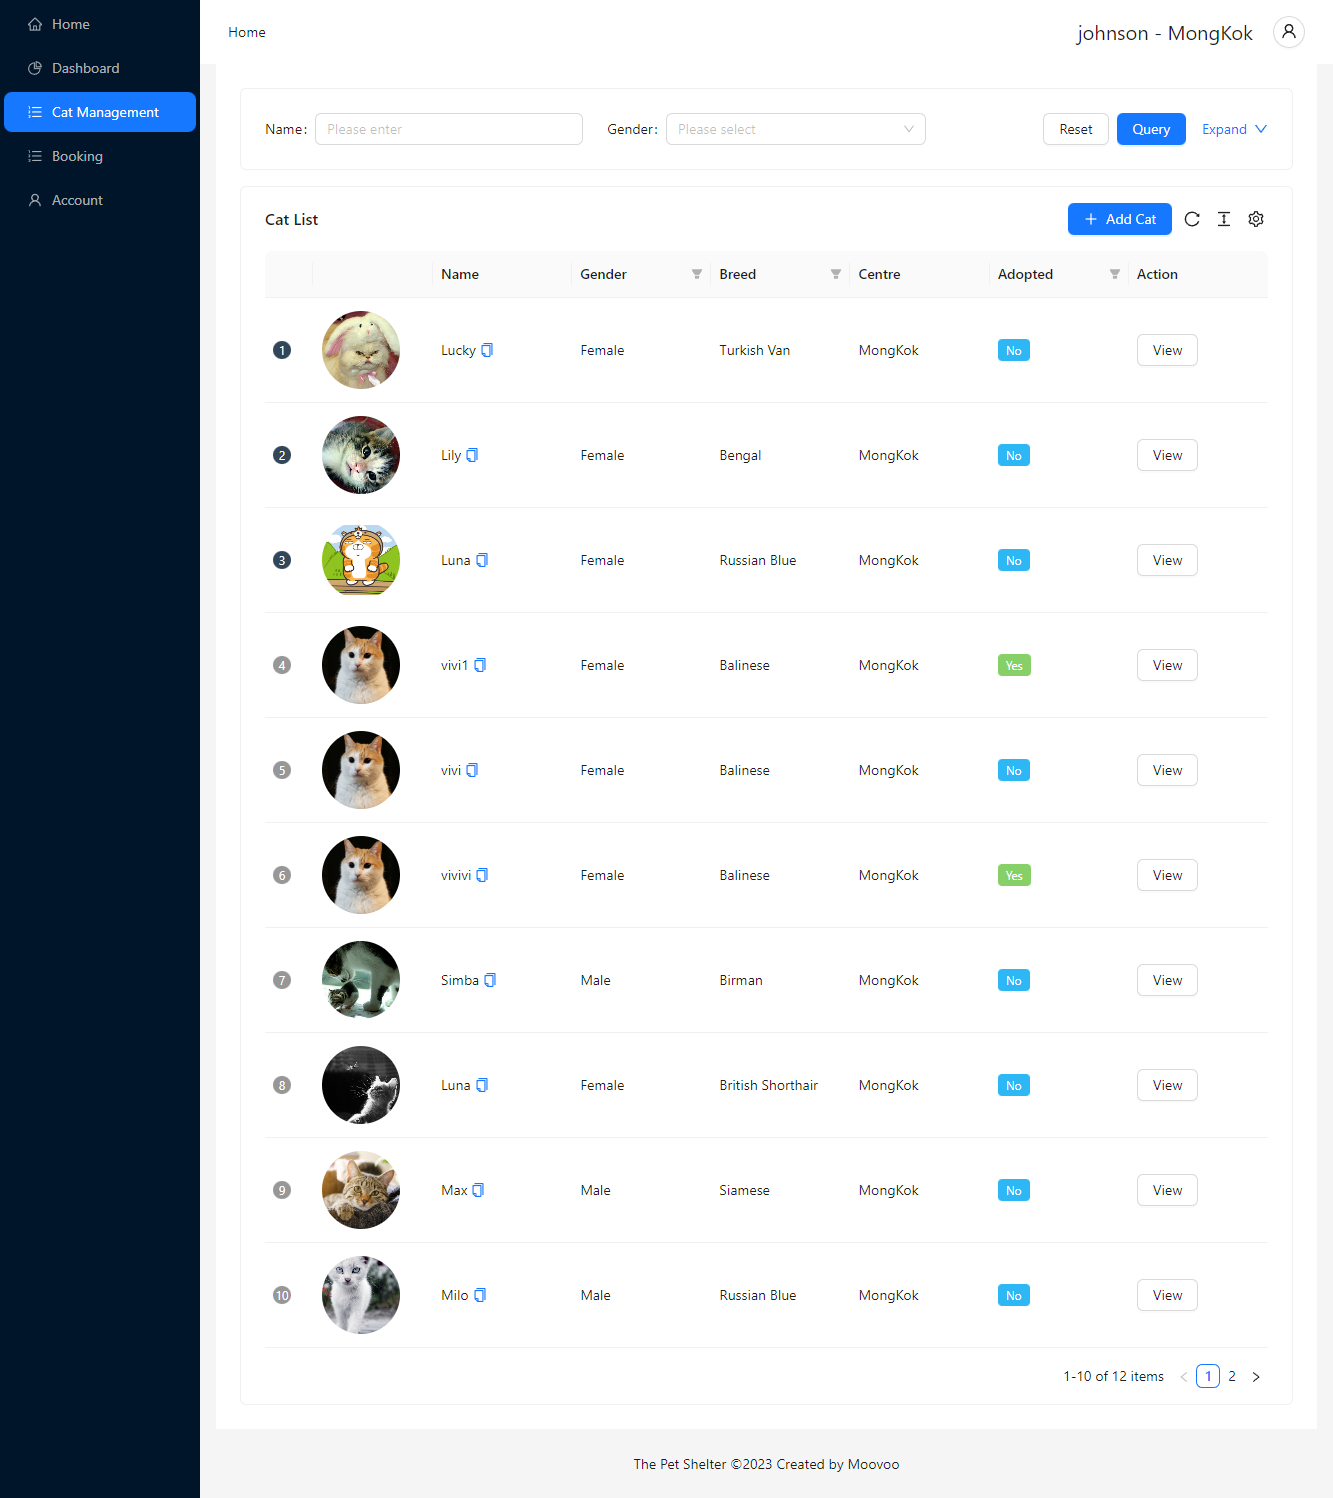 Home
Dashboard
Cat Management
Booking
Account
Home
johnson - MongKok
Name: Please enter Gender: Please select Reset Query Expand
Cat List Add Cat
Name Gender Breed Centre Adopted Action
1 Lucky Female Turkish Van MongKok No View
2 Lily Female Bengal MongKok No View
3 Luna Female Russian Blue MongKok No View
4 vivi1 Female Balinese MongKok Yes View
5 vivi Female Balinese MongKok No View
6 vivivi Female Balinese MongKok Yes View
7 Simba Male Birman MongKok No View
8 Luna Female British Shorthair MongKok No View
9 Max Male Siamese MongKok No View
10 Milo Male Russian Blue MongKok No View
1-10 of 12 items 1 2
The Pet Shelter ©2023 Created by Moovoo